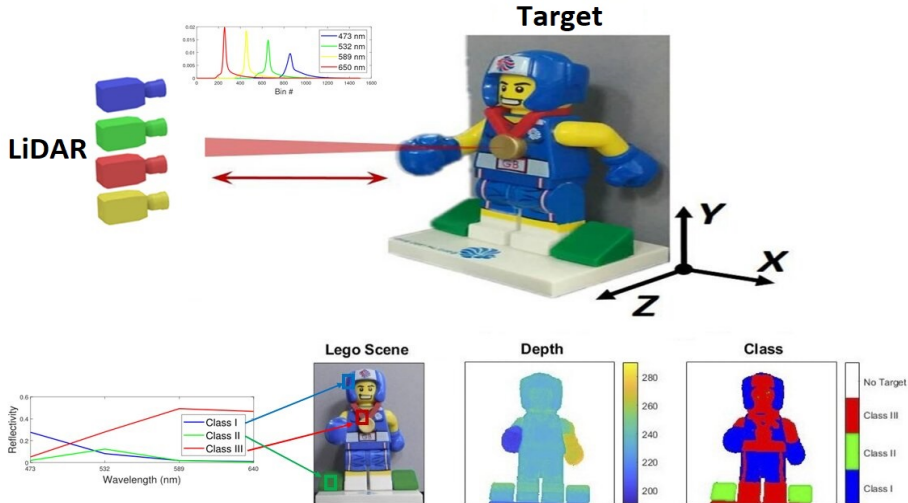 Target
0.02
0.015
0.01
0.005
0
0 200 400 600 800 1000 1200 1400 1600
Bin #
473 nm
532 nm
589 nm
650 nm
LiDAR
GB
Y
X
Z
Lego Scene
Depth
Class
0.6
0.4
0.2
0
Reflectivity
473 532 589 640
Wavelength (nm)
Class I
Class II
Class III
280
260
240
220
200
No Target
Class III
Class II
Class I